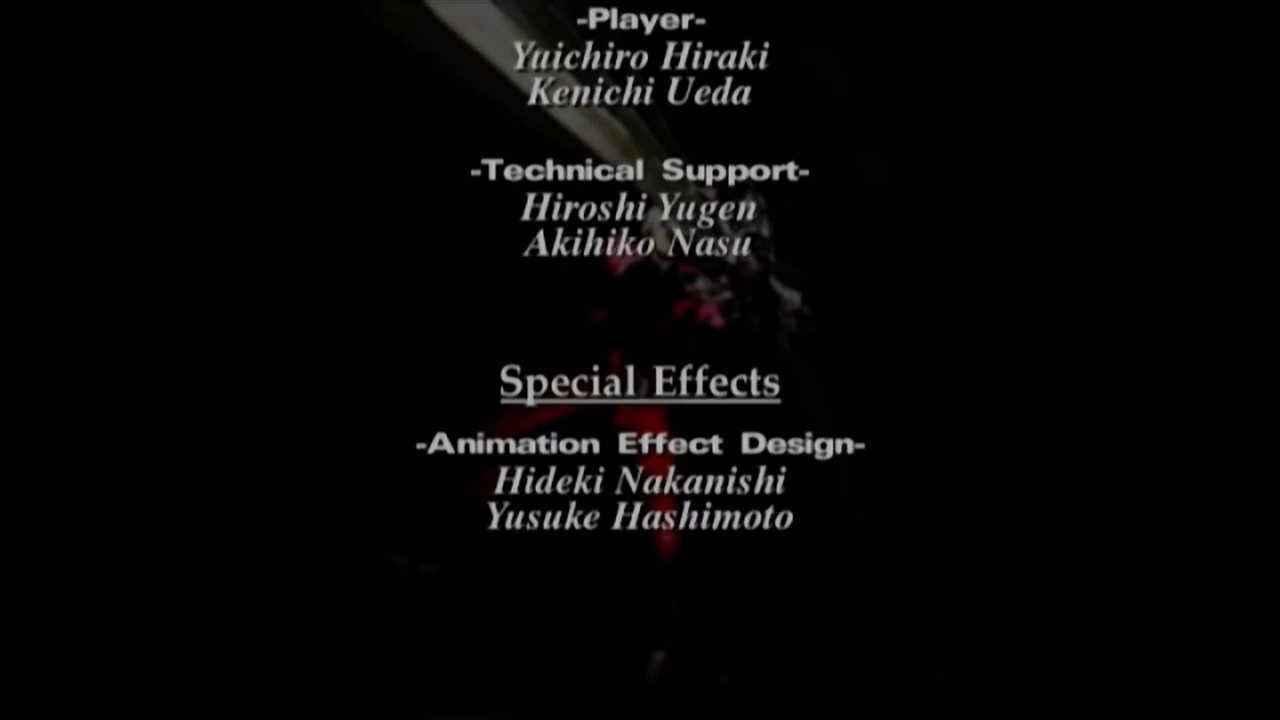 -Player-
Yuichiro Hiraki
Kenichi Ueda
-Technical Support-
Hiroshi Yugen
Akihiko Nasu
Special Effects
-Animation Effect Design-
Hideki Nakanishi
Yusuke Hashimoto